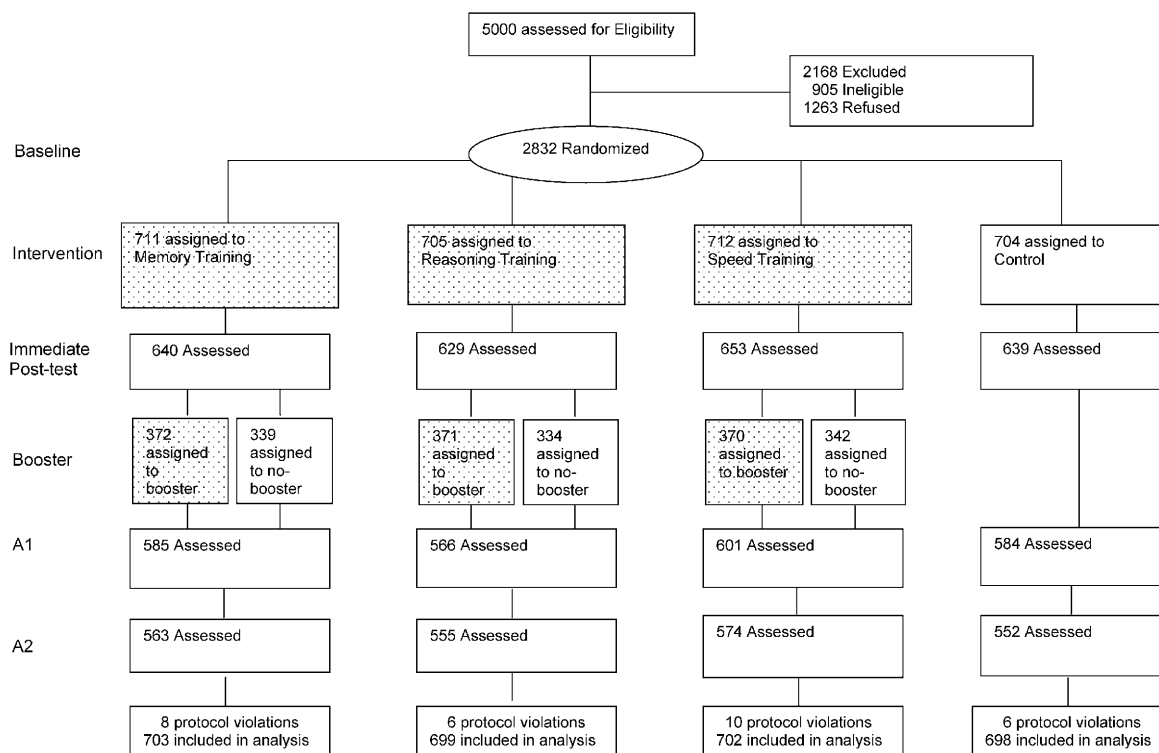 5000 assessed for Eligibility
2168 Excluded
905 Ineligible
1263 Refused
Baseline
2832 Randomized
Intervention
711 assigned to
Memory Training
705 assigned to
Reasoning Training
712 assigned to
Speed Training
704 assigned to
Control
Immediate
Post-test
640 Assessed
629 Assessed
653 Assessed
639 Assessed
Booster
372
assigned
to
booster
339
assigned
to no-
booster
371
assigned
to
booster
334
assigned
to no-
booster
370
assigned
to booster
342
assigned
to no-
booster
A1
585 Assessed
566 Assessed
601 Assessed
584 Assessed
A2
563 Assessed
555 Assessed
574 Assessed
552 Assessed
8 protocol violations
703 included in analysis
6 protocol violations
699 included in analysis
10 protocol violations
702 included in analysis
6 protocol violations
698 included in analysis